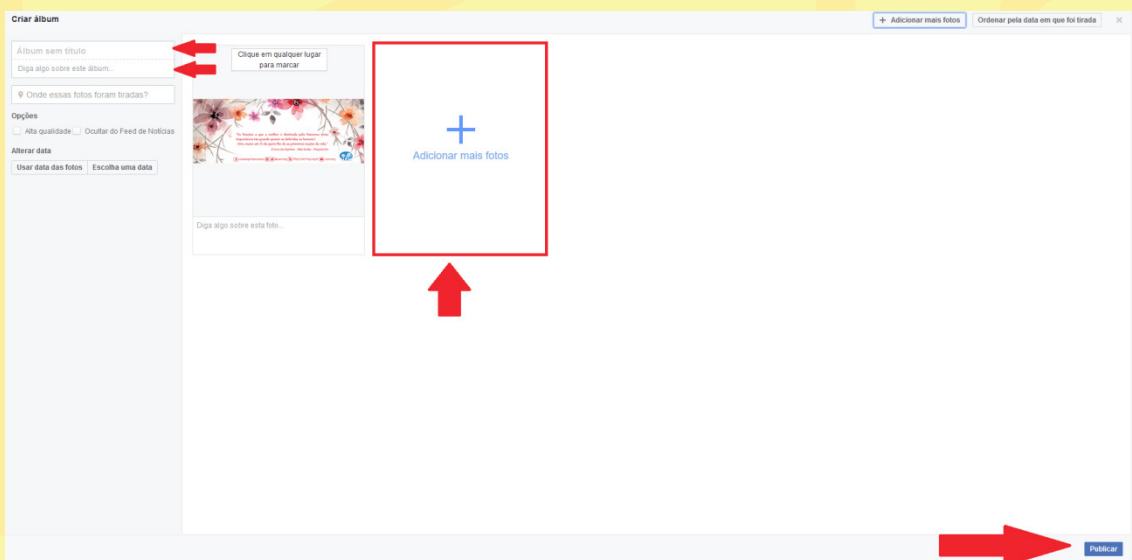 Criar álbum
+ Adicionar mais fotos
Ordenar pela data em que foi tirada
×
Álbum sem título
Diga algo sobre este álbum...
Onde essas fotos foram tiradas?
Opções
Alta qualidade
Ocultar do Feed de Notícias
Alterar data
Usar data das fotos
Escolha uma data
Clique em qualquer lugar
para marcar
Diga algo sobre esta foto...
+
Adicionar mais fotos
Publicar